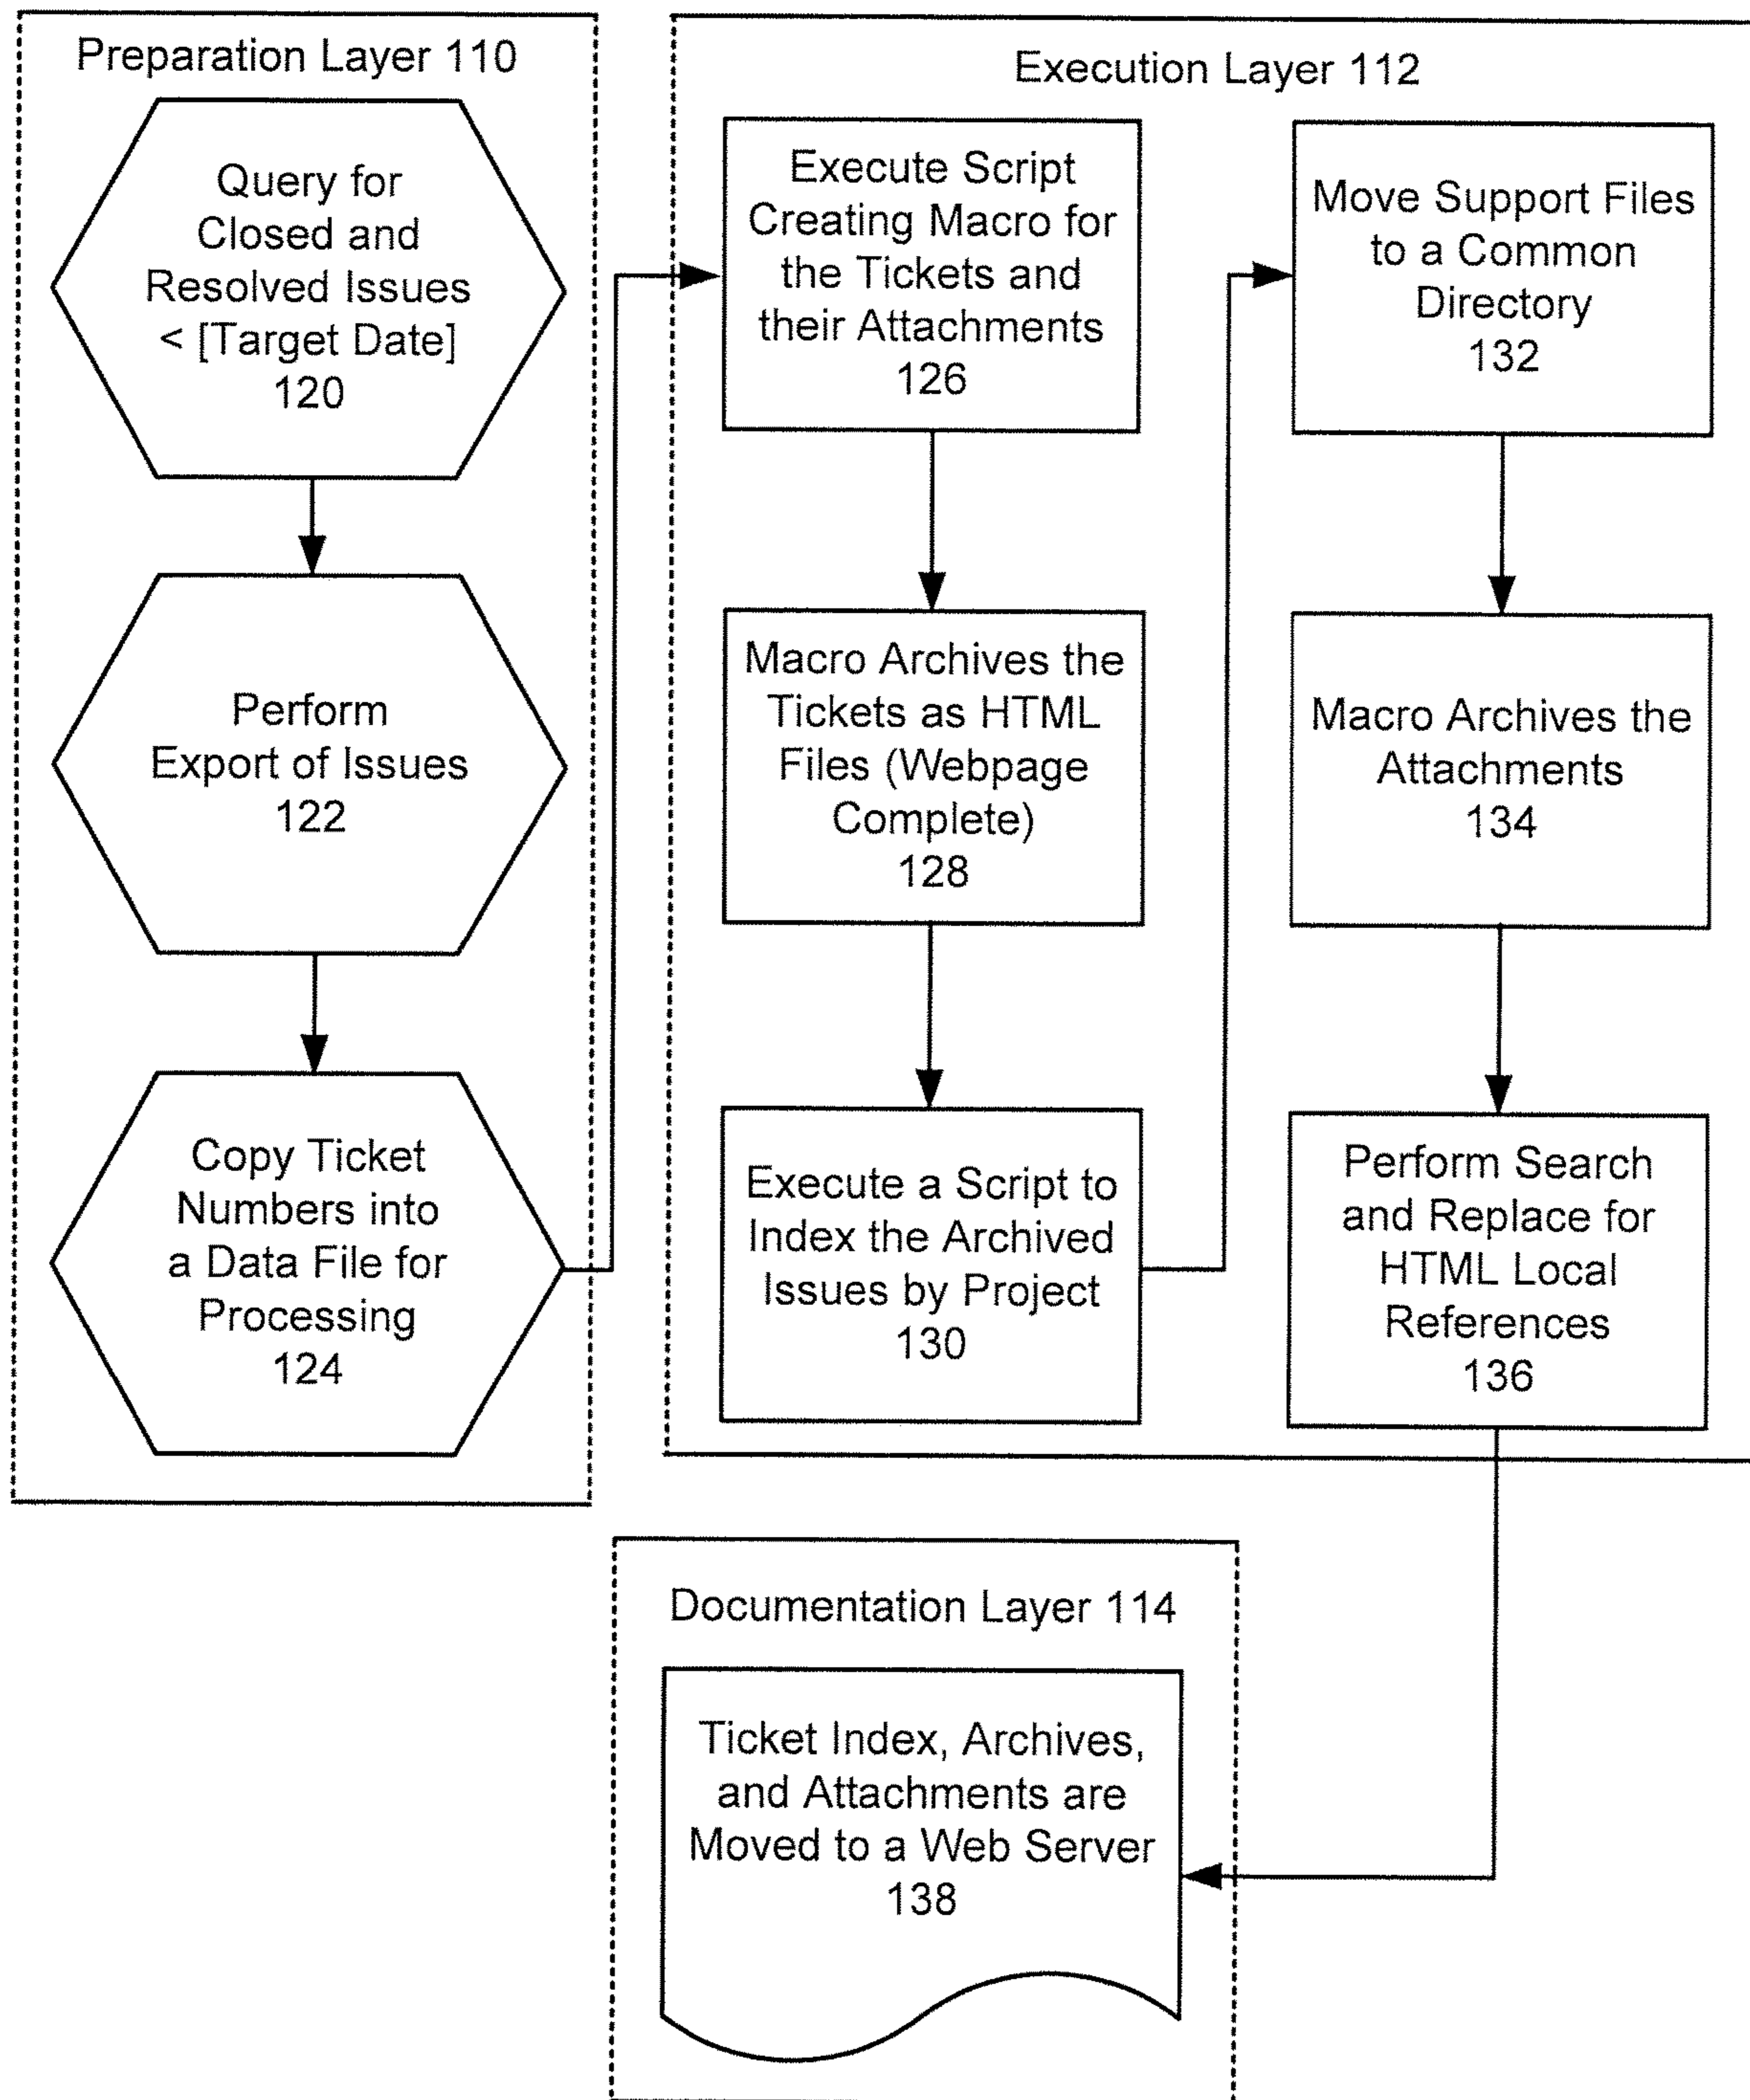 Preparation Layer 110
Query for
Closed and
Resolved Issues
< [Target Date]
120
Perform
Export of Issues
122
Copy Ticket
Numbers into
a Data File for
Processing
124
Execution Layer 112
Execute Script
Creating Macro for
the Tickets and
their Attachments
126
Macro Archives the
Tickets as HTML
Files (Webpage
Complete)
128
Execute a Script to
Index the Archived
Issues by Project
130
Move Support Files
to a Common
Directory
132
Macro Archives the
Attachments
134
Perform Search
and Replace for
HTML Local
References
136
Documentation Layer 114
Ticket Index, Archives,
and Attachments are
Moved to a Web Server
138